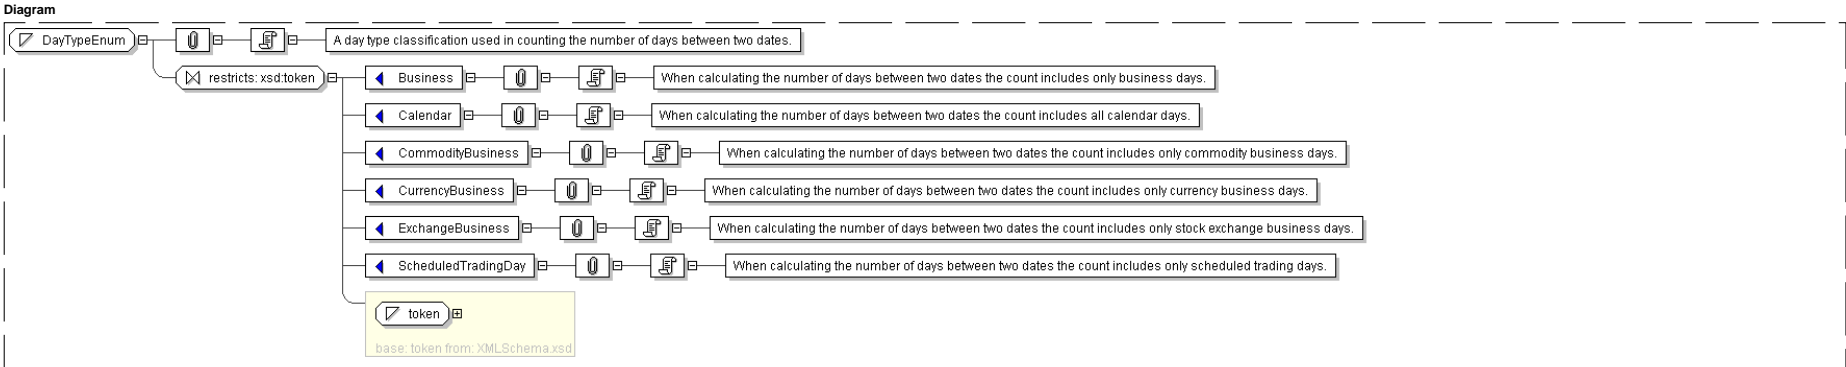 Diagram
DayTypeEnum
A day type classification used in counting the number of days between two dates.
restricts: xsd:token
Business
When calculating the number of days between two dates the count includes only business days.
Calendar
When calculating the number of days between two dates the count includes all calendar days.
CommodityBusiness
When calculating the number of days between two dates the count includes only commodity business days.
CurrencyBusiness
When calculating the number of days between two dates the count includes only currency business days.
ExchangeBusiness
When calculating the number of days between two dates the count includes only stock exchange business days.
ScheduledTradingDay
When calculating the number of days between two dates the count includes only scheduled trading days.
token
base: token from: XMLSchema.xsd